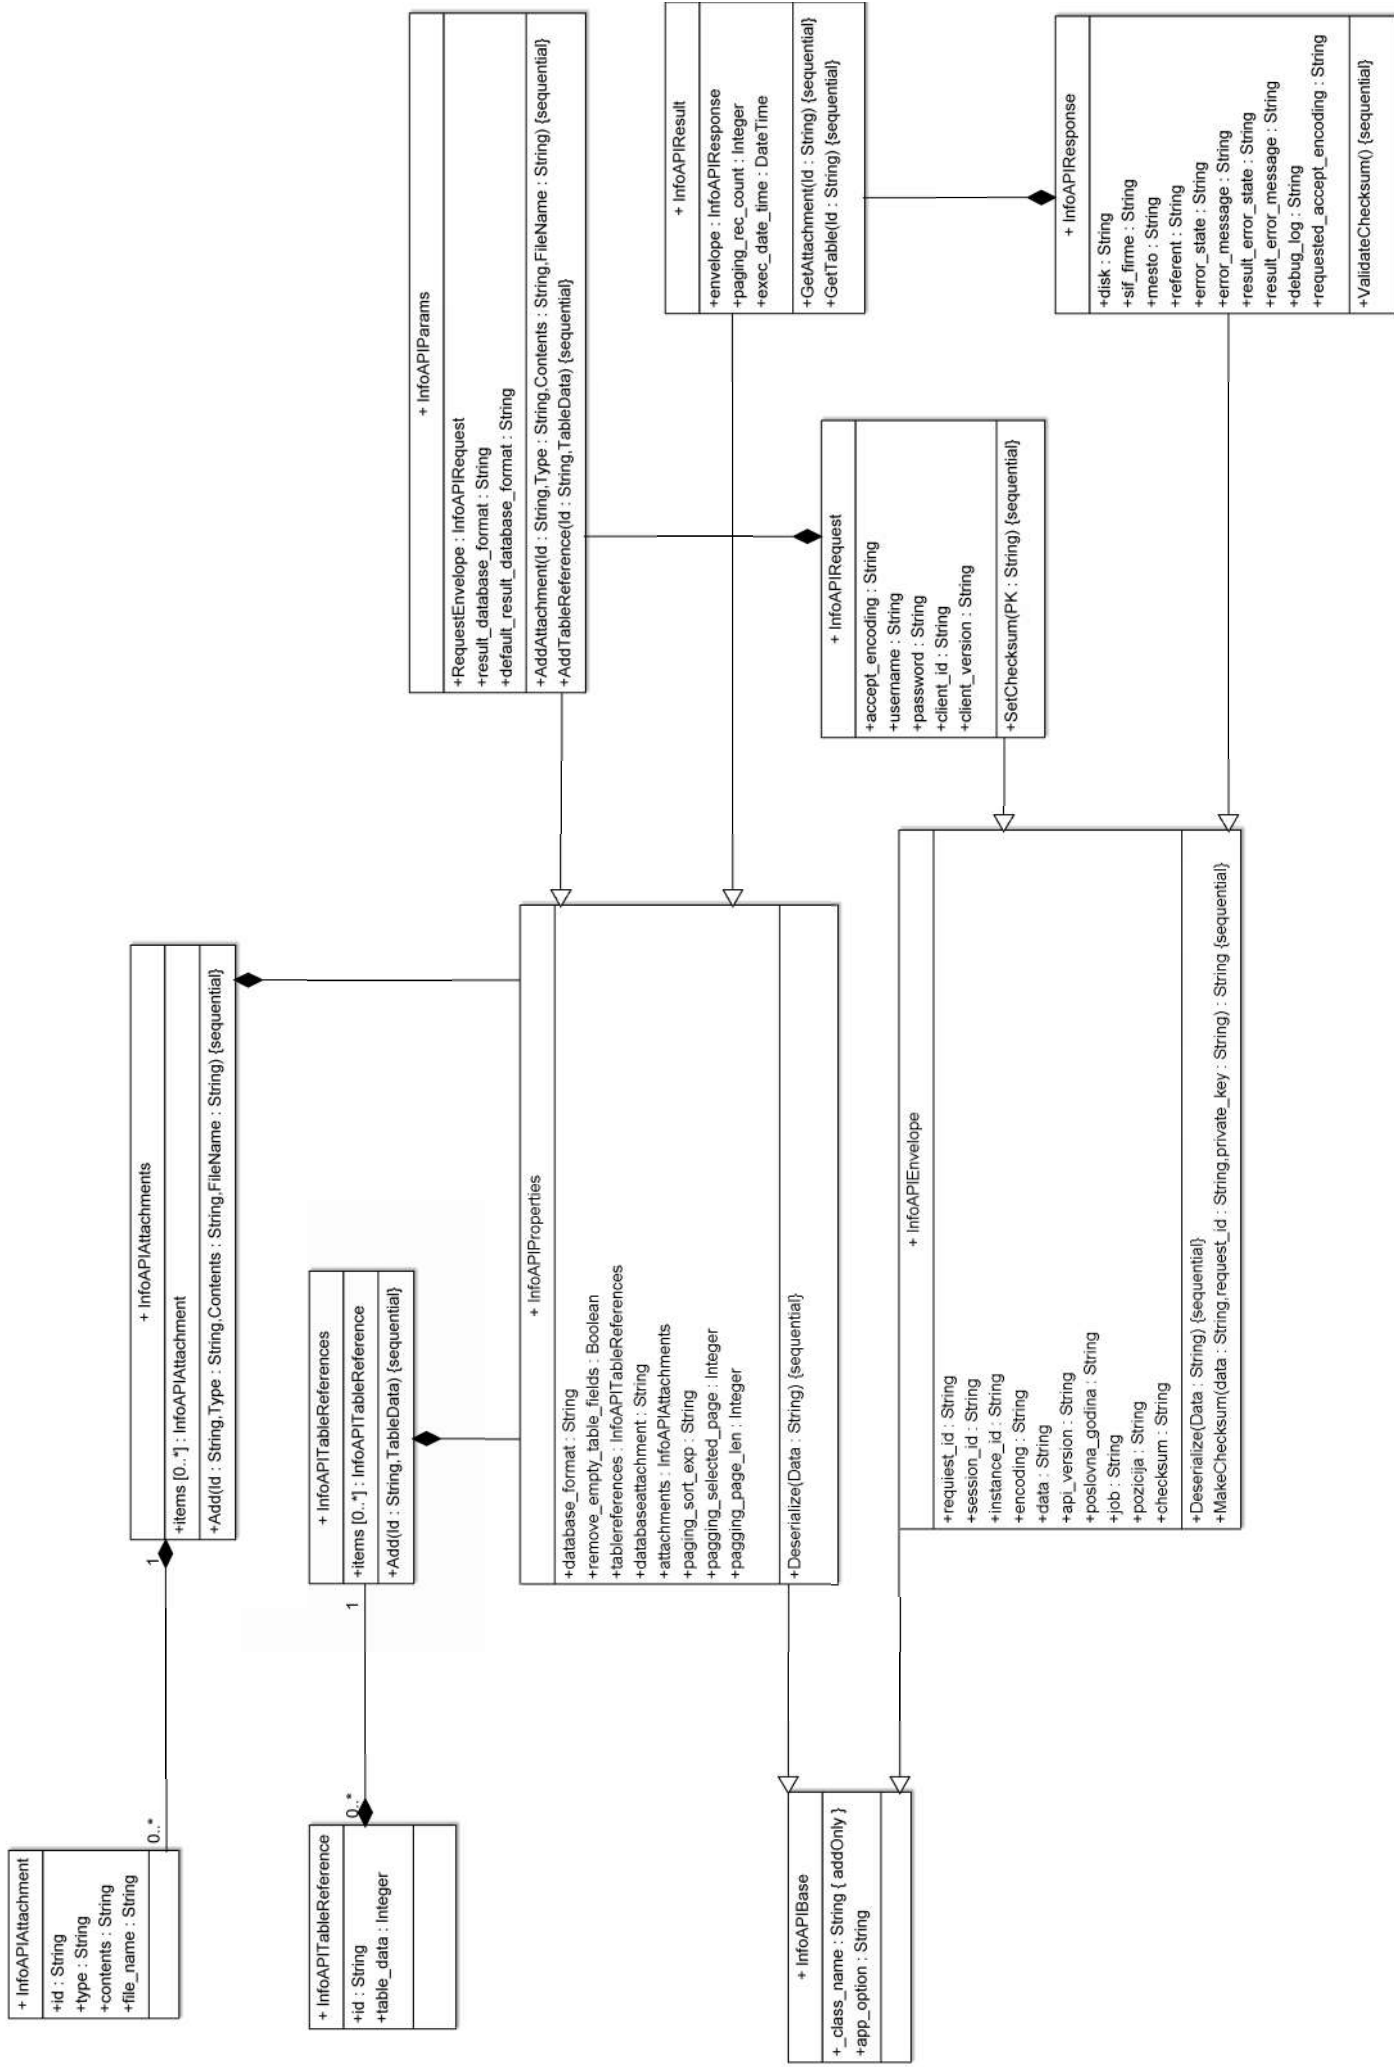 + InfoAPIAttachment
+id : String
+type : String
+contents : String
+file_name : String
0..*
1
+ InfoAPIAttachments
+items [0..*] : InfoAPIAttachment
+Add(Id : String,Type : String,Contents : String,FileName : String) {sequential}
+ InfoAPITableReference
+id : String
+table_data : Integer
0..*
1
+ InfoAPITableReferences
+items [0..*] : InfoAPITableReference
+Add(Id : String,TableData) {sequential}
+ InfoAPIParams
+RequestEnvelope : InfoAPIRequest
+result_database_format : String
+default_result_database_format : String
+AddAttachment(Id : String,Type : String,Contents : String,FileName : String) {sequential}
+AddTableReference(Id : String,TableData) {sequential}
+ InfoAPIProperties
+database_format : String
+remove_empty_table_fields : Boolean
+tablereferences : InfoAPITableReferences
+databaseattachment : String
+attachments : InfoAPIAttachments
+paging_sort_exp : String
+pagging_selected_page : Integer
+pagging_page_len : Integer
+Deserialize(Data : String) {sequential}
+ InfoAPIResult
+envelope : InfoAPIResponse
+paging_rec_count : Integer
+exec_date_time : DateTime
+GetAttachment(Id : String) {sequential}
+GetTable(Id : String) {sequential}
+ InfoAPIBase
+_class_name : String { addOnly }
+app_option : String
+ InfoAPIRequest
+accept_encoding : String
+username : String
+password : String
+client_id : String
+client_version : String
+SetChecksum(PK : String) {sequential}
+ InfoAPIEnvelope
+requiest_id : String
+session_id : String
+instance_id : String
+encoding : String
+data : String
+api_version : String
+poslovna_godina : String
+job : String
+pozicija : String
+checksum : String
+Deserialize(Data : String) {sequential}
+MakeChecksum(data : String,request_id : String,private_key : String) : String {sequential}
+ InfoAPIResponse
+disk : String
+sif_firme : String
+mesto : String
+referent : String
+error_state : String
+error_message : String
+result_error_state : String
+result_error_message : String
+debug_log : String
+requested_accept_encoding : String
+ValidateChecksum() {sequential}